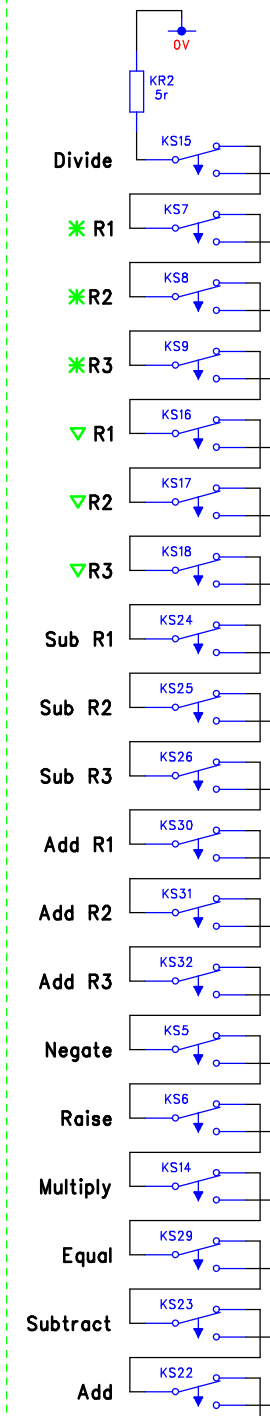 0V
KR2
5r
KS15
Divide
KS7
R1
KS8
R2
KS9
R3
KS16
R1
KS17
R2
KS18
R3
KS24
Sub R1
KS25
Sub R2
KS26
Sub R3
KS30
Add R1
KS31
Add R2
KS32
Add R3
KS5
Negate
KS6
Raise
KS14
Multiply
KS29
Equal
KS23
Subtract
KS22
Add